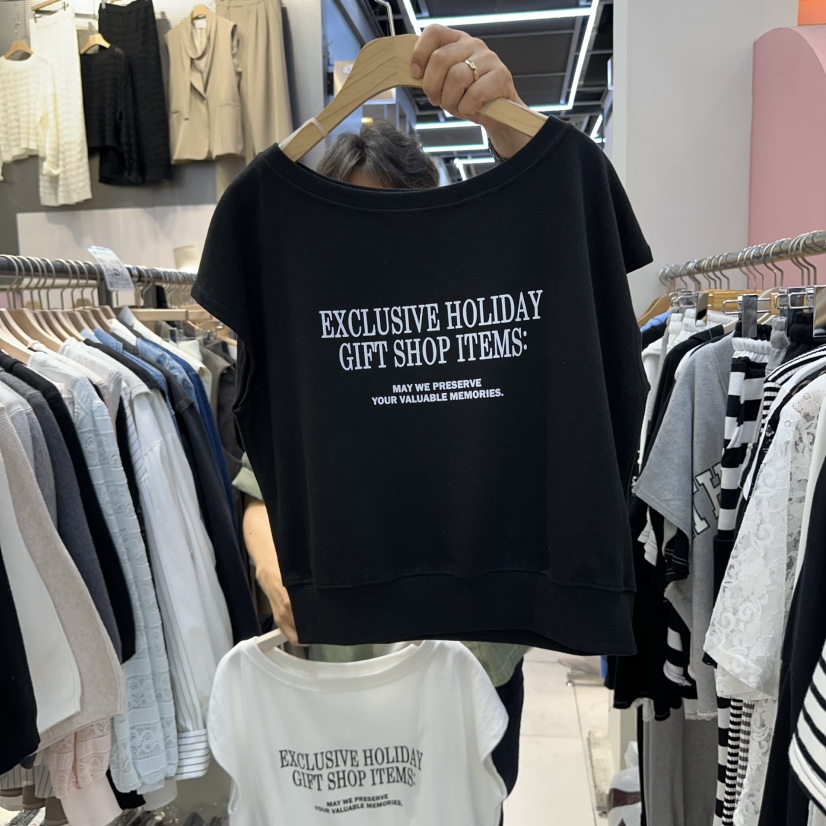 EXCLUSIVE HOLIDAY
GIFT SHOP ITEMS:
MAY WE PRESERVE
YOUR VALUABLE MEMORIES.
EXCLUSIVE HOLIDAY
GIFT SHOP ITEMS:
MAY WE PRESERVE
YOUR VALUABLE MEMORIES.